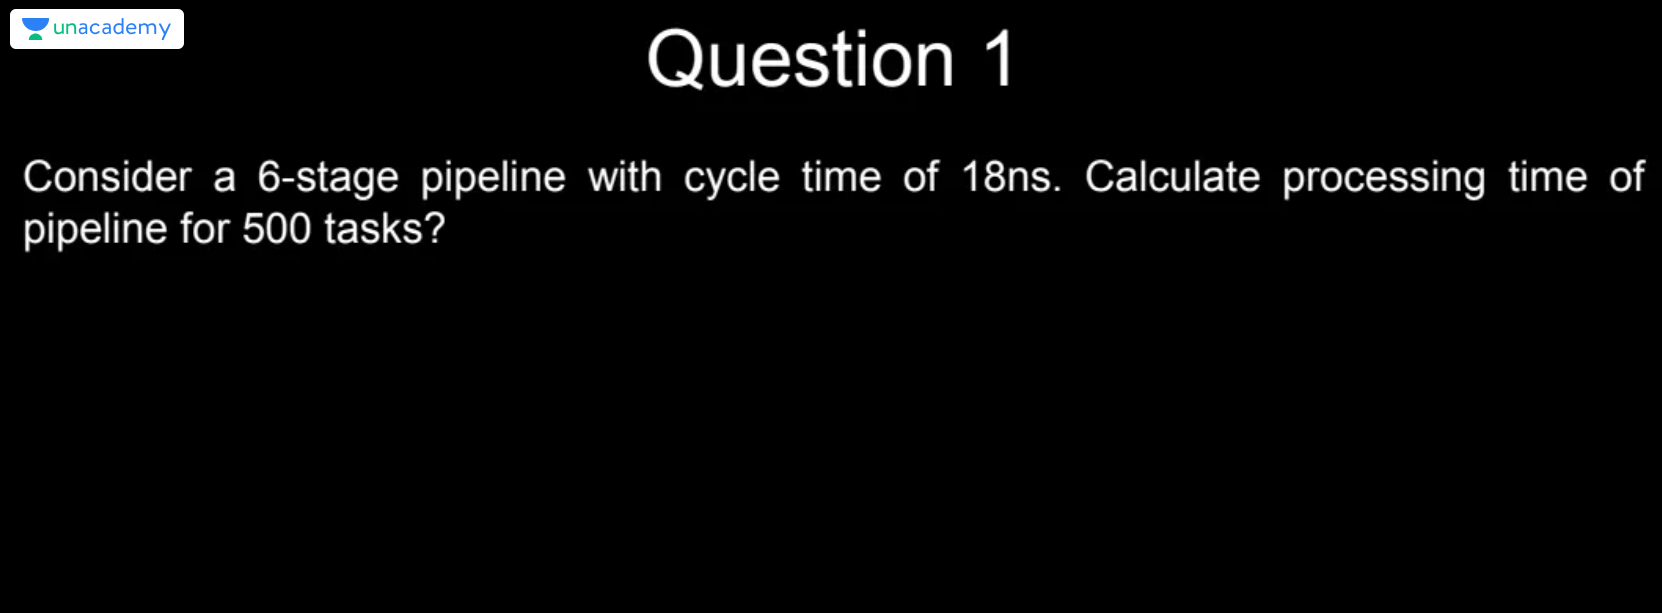 unacademy
Question 1
Consider a 6-stage pipeline with cycle time of 18ns. Calculate processing time of
pipeline for 500 tasks?